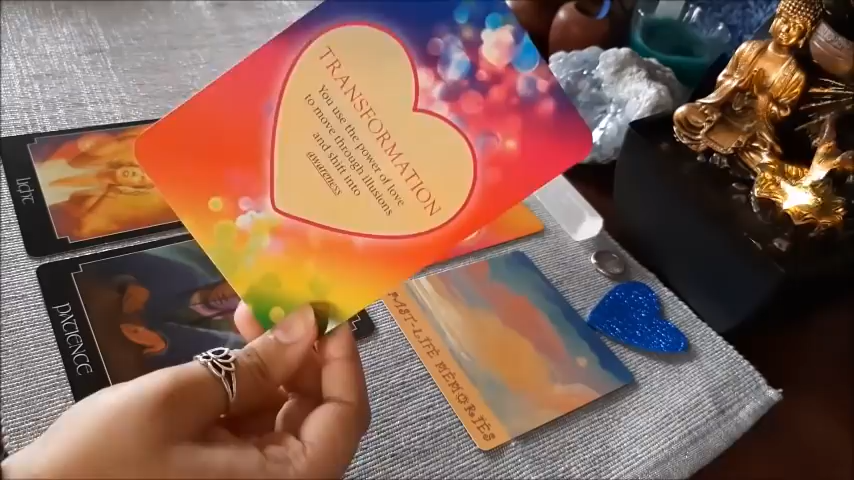 TRANSFORMATION
You use the power of love
to move through illusions
and shift into
awareness
Lust
PATIENCE
PAST-LIFE MEMORIES